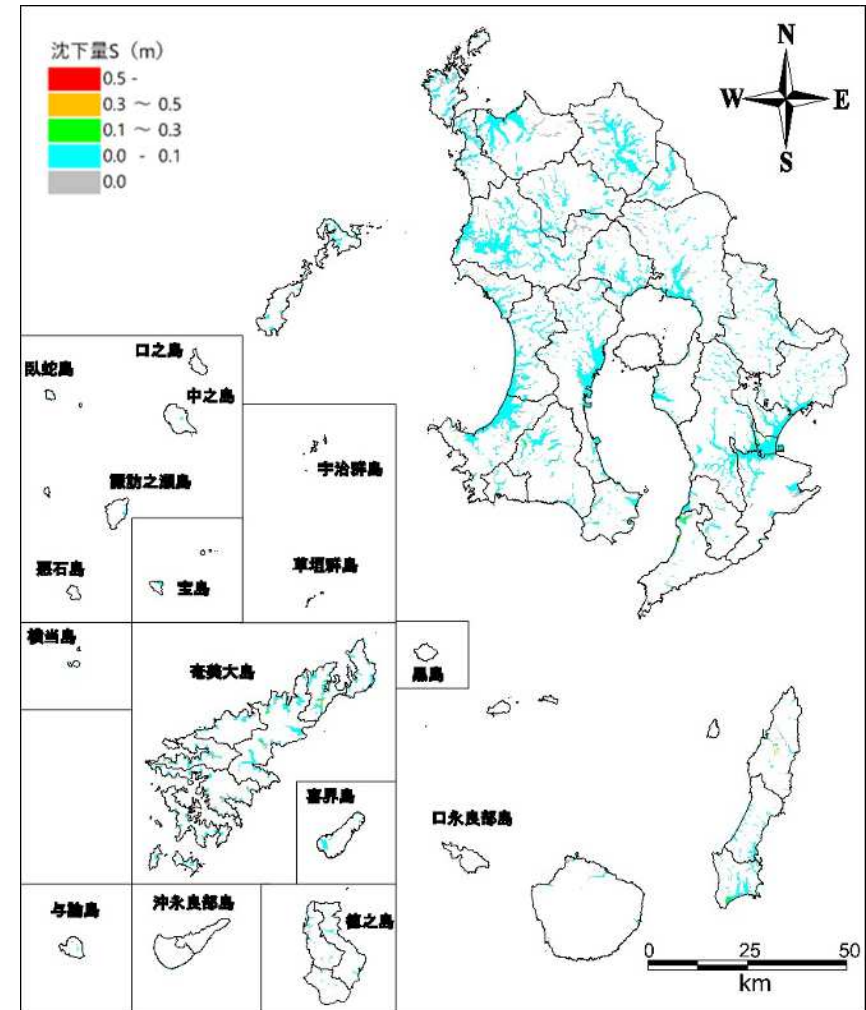 沈下量S（m）
0.5 -
0.3 ～ 0.5
0.1 ～ 0.3
0.0 - 0.1
0.0
N
W E
S
口之島
臥蛇島
中之島
宇治群島
諏訪之瀬島
悪石島
宝島
草垣群島
横当島
奄美大島
黒島
喜界島
口永良部島
与論島
沖永良部島
徳之島
0 25 50
km